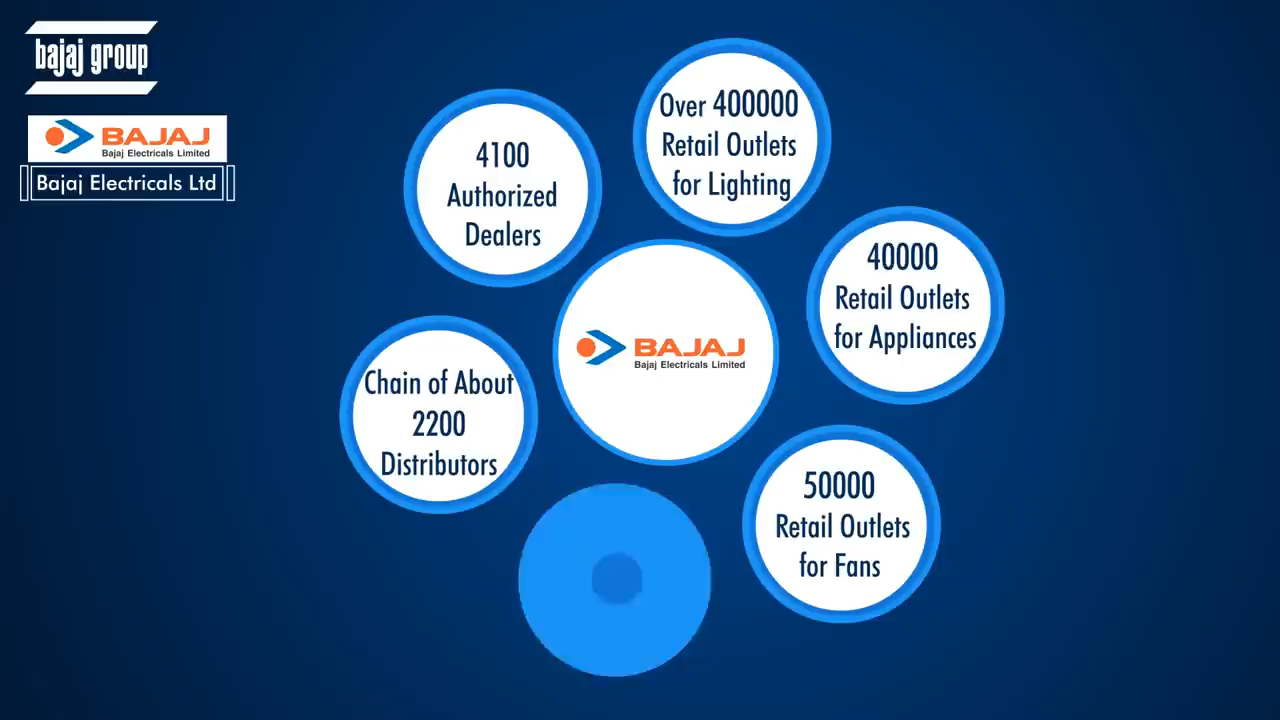 bajaj group
BAJAJ
Bajaj Electricals Limited
Bajaj Electricals Ltd
4100
Authorized
Dealers
Over 400000
Retail Outlets
for Lighting
40000
Retail Outlets
for Appliances
BAJAJ
Bajaj Electricals Limited
Chain of About
2200
Distributors
50000
Retail Outlets
for Fans